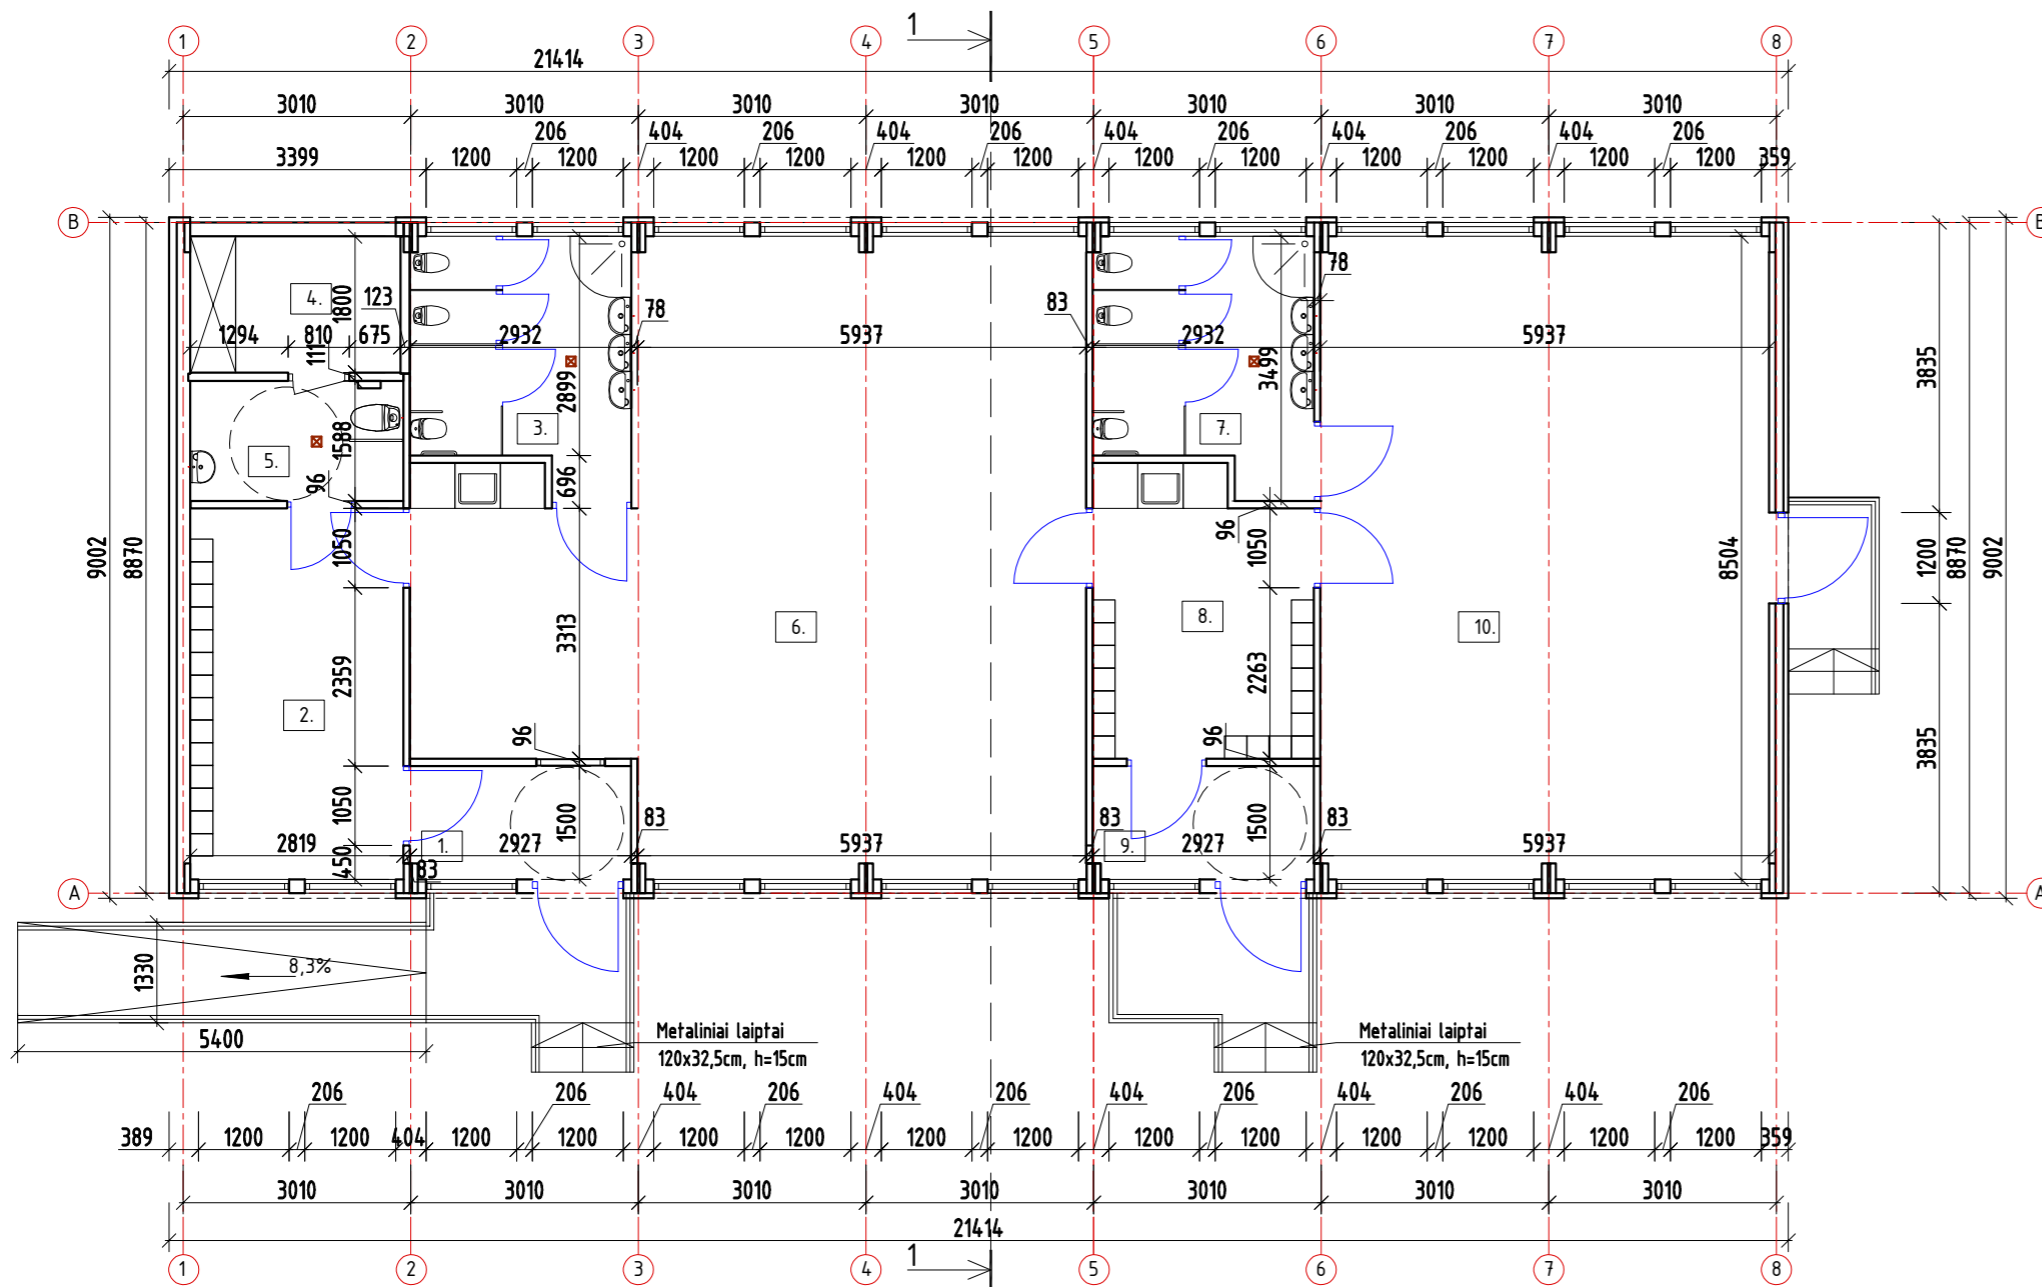 1
1 2 3 4 5 6 7 8
21414
3010 3010 3010 3010 3010 3010 3010
206 404 206 404 206 404 206 404 206 404 206
3399 1200 1200 1200 1200 1200 1200 1200 1200 1200 1200 1200 1200 359
B B
4. 123 78 83 78
1800
1294 810 675 2932 5937 2932 5937
111 2899 3499 3835
3. 7.
5. 1588
96 696
9002 8870 1050 96 1050 8504 1200 8870 9002
6. 8. 10.
3313
2359 2263
2.
96 96 3835
1050 1500 83 83 1500 83
1. 9.
2819 2927 5937 2927 5937
450 83
A A
8,3%
1330
5400
Metaliniai laiptai
120x32,5cm, h=15cm
Metaliniai laiptai
120x32,5cm, h=15cm
206 206 404 206 404 206 404 206 404 206 404 206
389 1200 1200 404 1200 1200 1200 1200 1200 1200 1200 1200 1200 1200 1200 1200 359
3010 3010 3010 3010 3010 3010 3010
21414
1
1 2 3 4 5 6 7 8